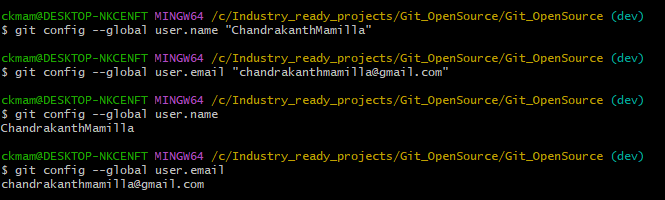 ckmam@DESKTOP-NKCENFT MINGW64 /c/Industry_ready_projects/Git_OpenSource/Git_OpenSource (dev)
$ git config --global user.name "ChandrakanthMamilla"
ckmam@DESKTOP-NKCENFT MINGW64 /c/Industry_ready_projects/Git_OpenSource/Git_OpenSource (dev)
$ git config --global user.email "chandrakanthmamilla@gmail.com"
ckmam@DESKTOP-NKCENFT MINGW64 /c/Industry_ready_projects/Git_OpenSource/Git_OpenSource (dev)
$ git config --global user.name
ChandrakanthMamilla
ckmam@DESKTOP-NKCENFT MINGW64 /c/Industry_ready_projects/Git_OpenSource/Git_OpenSource (dev)
$ git config --global user.email
chandrakanthmamilla@gmail.com